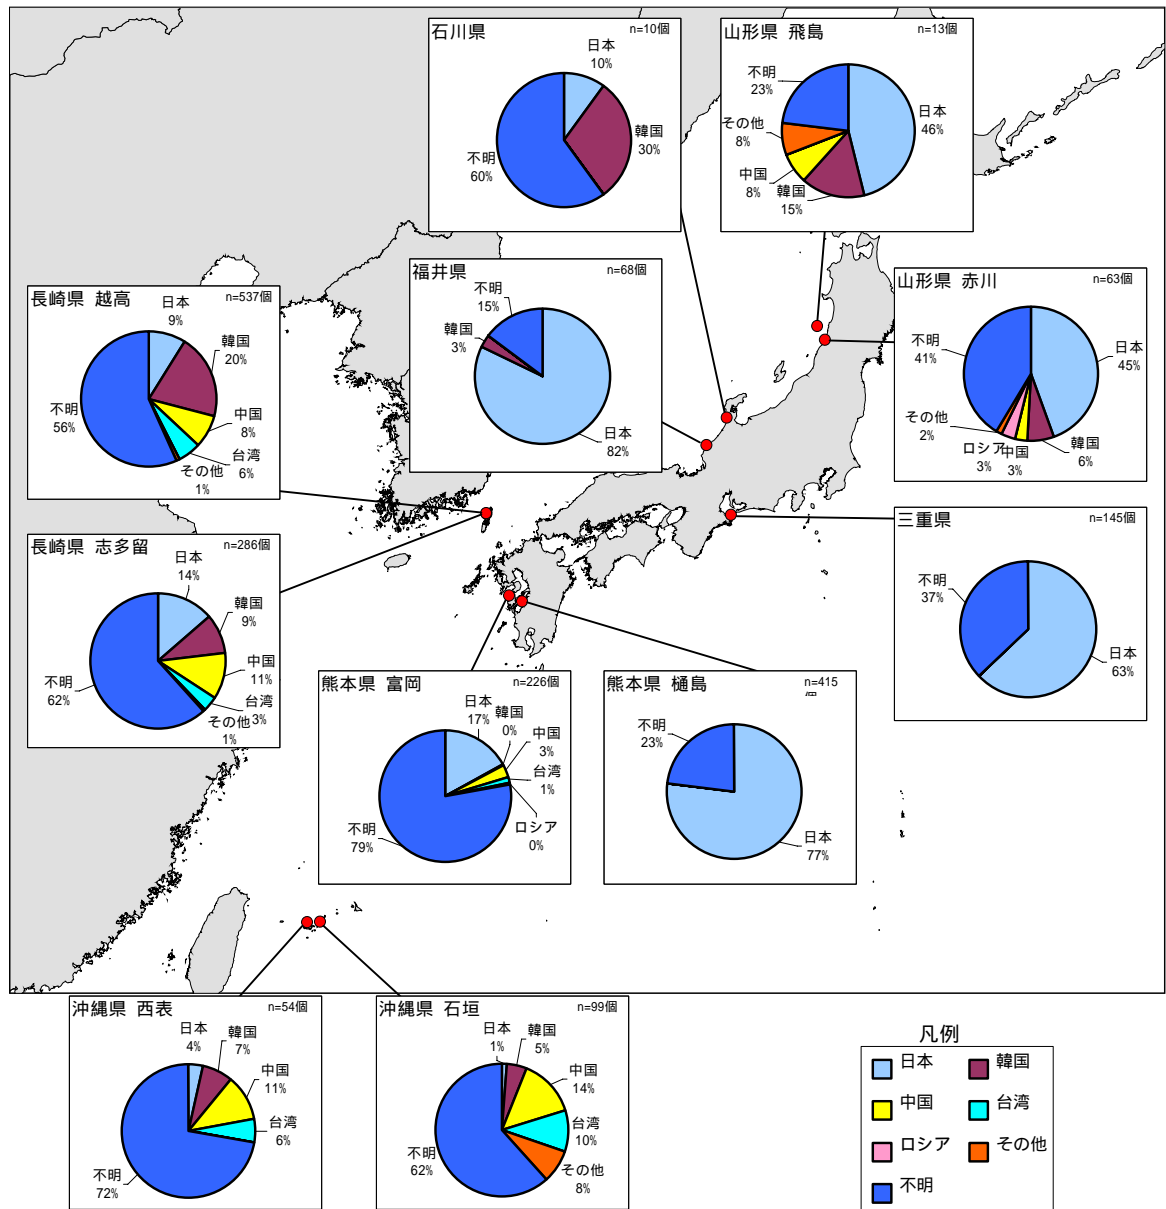 石川県 n=10個
日本
10%
韓国
30%
不明
60%
山形県 飛島 n=13個
不明
23%
日本
46%
その他
8%
中国
8%
韓国
15%
福井県 n=68個
不明
15%
韓国
3%
日本
82%
山形県 赤川 n=63個
不明
41%
日本
45%
その他
2%
ロシア
3%
中国
3%
韓国
6%
長崎県 越高 n=537個
日本
9%
韓国
20%
中国
8%
台湾
6%
その他
1%
不明
56%
三重県 n=145個
不明
37%
日本
63%
長崎県 志多留 n=286個
日本
14%
韓国
9%
中国
11%
台湾
3%
その他
1%
不明
62%
熊本県 富岡 n=226個
日本
17%
韓国
0%
中国
3%
台湾
1%
ロシア
0%
不明
79%
熊本県 樋島 n=415
個
不明
23%
日本
77%
沖縄県 西表 n=54個
日本
4%
韓国
7%
中国
11%
台湾
6%
不明
72%
沖縄県 石垣 n=99個
日本
1%
韓国
5%
中国
14%
台湾
10%
その他
8%
不明
62%
凡例
日本 韓国
中国 台湾
ロシア その他
不明